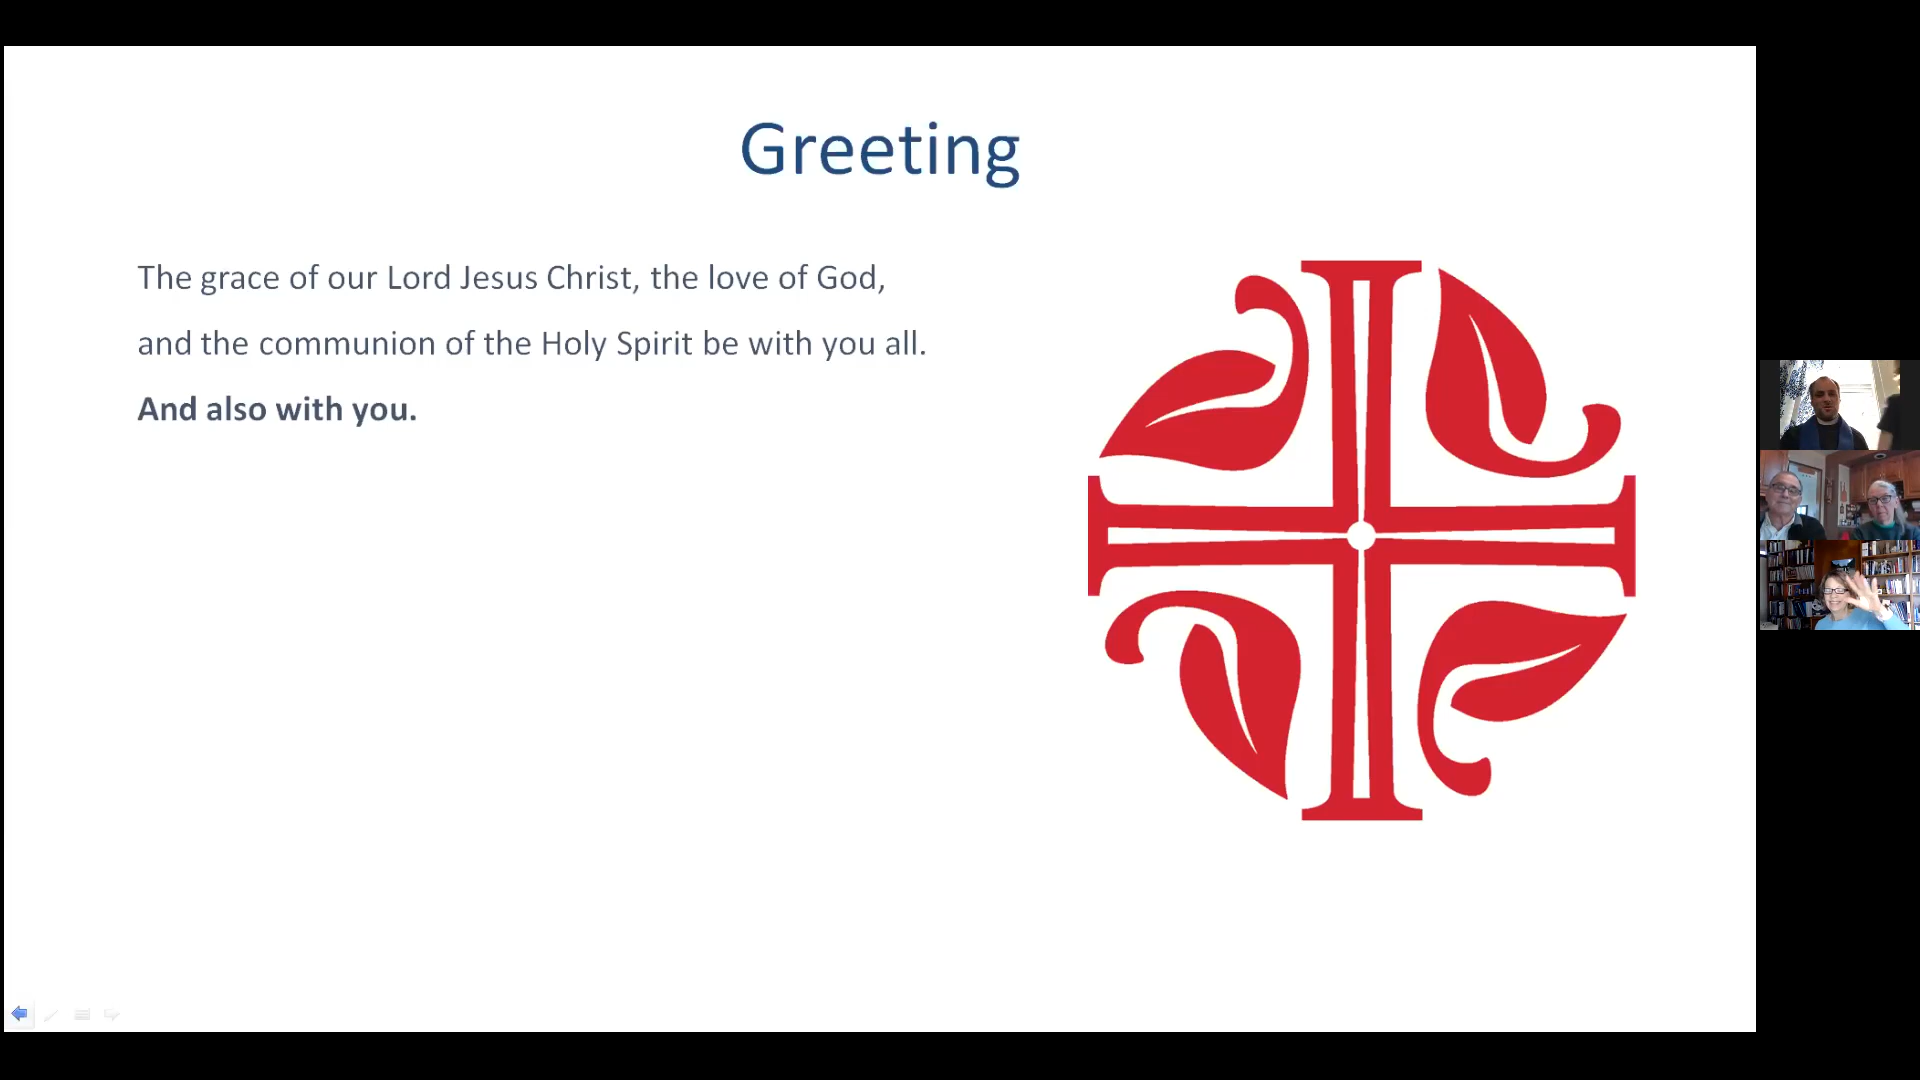 Greeting
The grace of our Lord Jesus Christ, the love of God,
and the communion of the Holy Spirit be with you all.
And also with you.